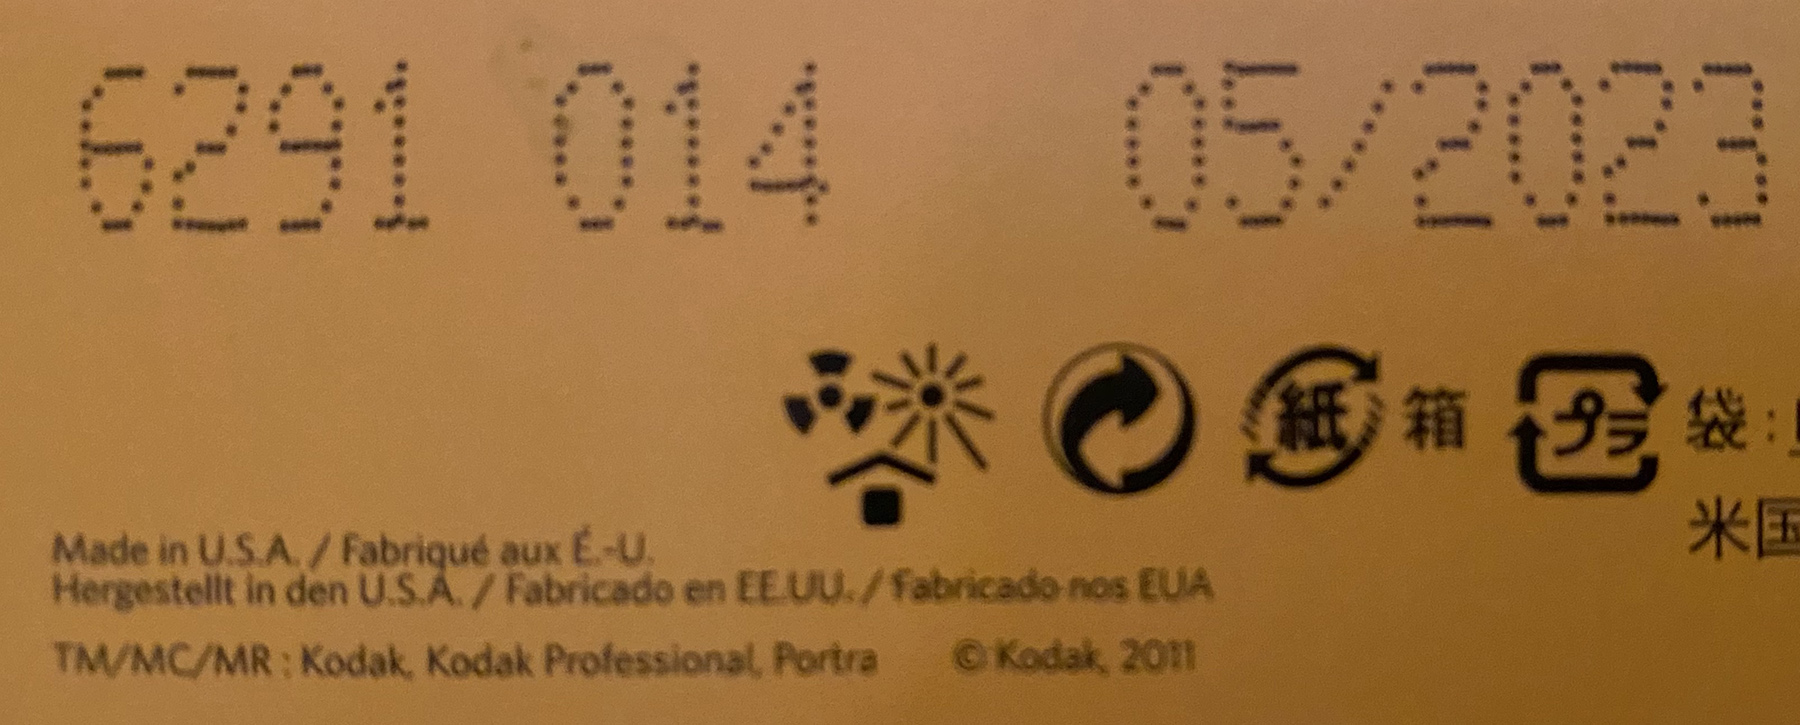 6291 014 05/2023
紙 箱 プラ 袋:
米国
Made in U.S.A. / Fabriqué aux É.-U.
Hergestellt in den U.S.A. / Fabricado en EE.UU. / Fabricado nos EUA
TM/MC/MR : Kodak, Kodak Professional, Portra © Kodak, 2011